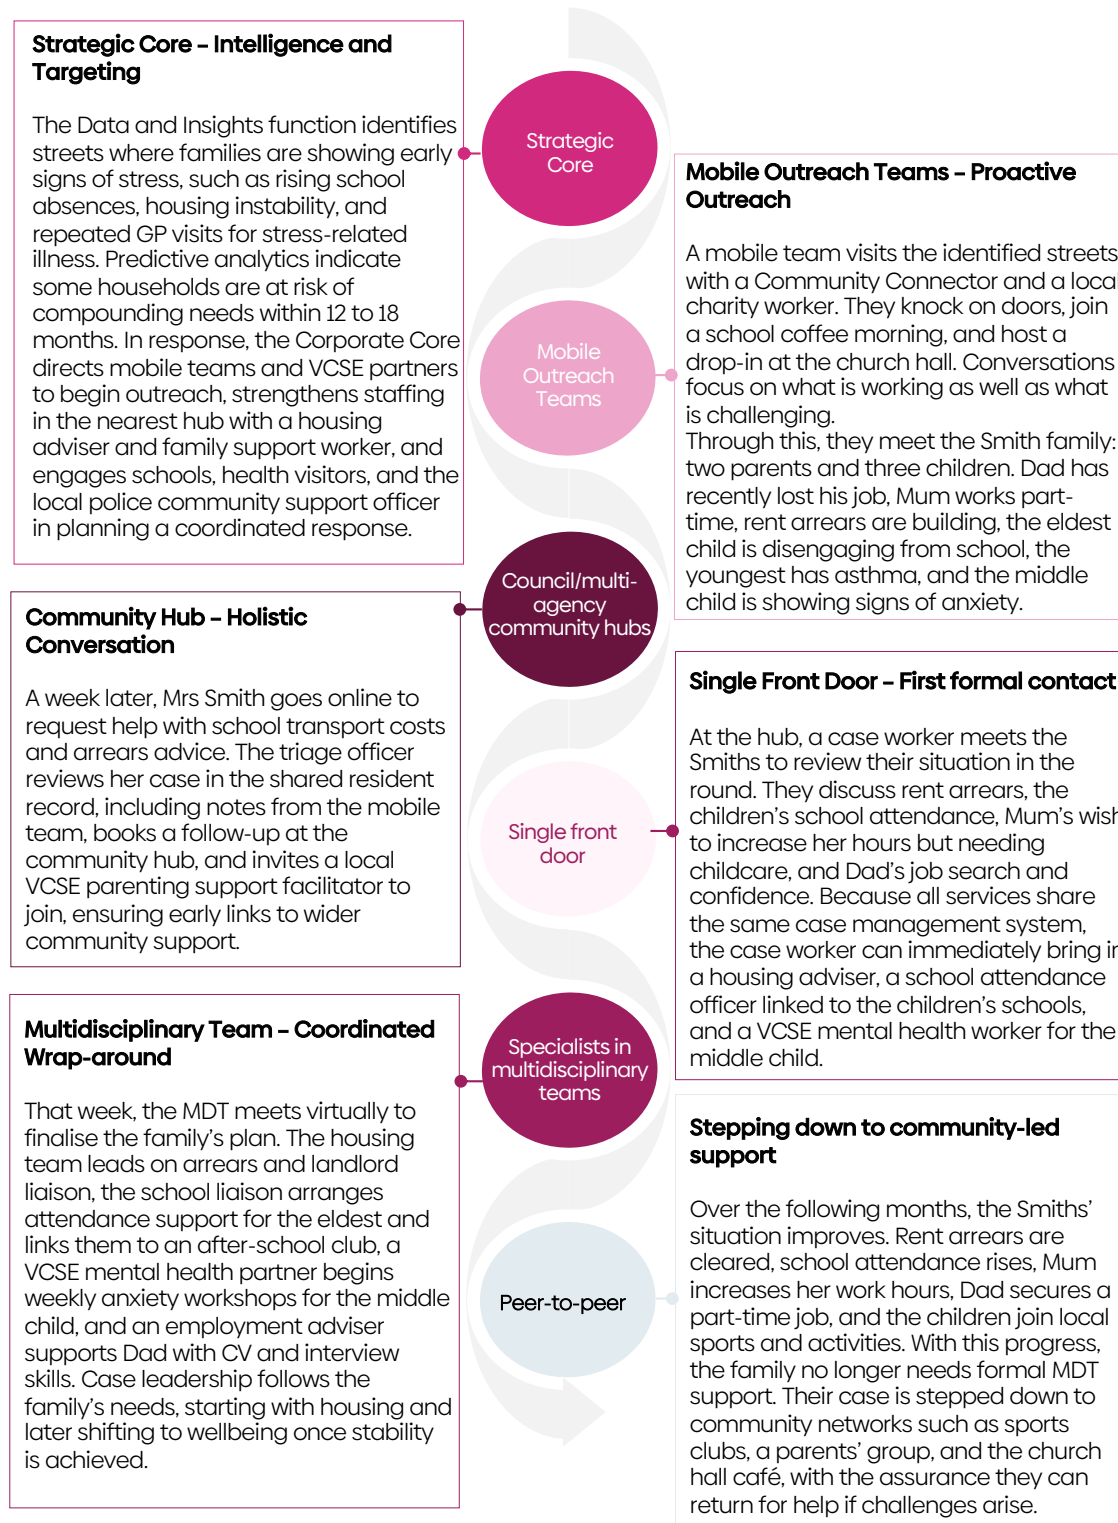 Strategic Core – Intelligence and
Targeting
The Data and Insights function identifies
streets where families are showing early
signs of stress, such as rising school
absences, housing instability, and
repeated GP visits for stress-related
illness. Predictive analytics indicate
some households are at risk of
compounding needs within 12 to 18
months. In response, the Corporate Core
directs mobile teams and VCSE partners
to begin outreach, strengthens staffing
in the nearest hub with a housing
adviser and family support worker, and
engages schools, health visitors, and the
local police community support officer
in planning a coordinated response.
Strategic
Core
Mobile Outreach Teams – Proactive
Outreach
A mobile team visits the identified streets
with a Community Connector and a local
charity worker. They knock on doors, join
a school coffee morning, and host a
drop-in at the church hall. Conversations
focus on what is working as well as what
is challenging.
Through this, they meet the Smith family:
two parents and three children. Dad has
recently lost his job, Mum works part-
time, rent arrears are building, the eldest
child is disengaging from school, the
youngest has asthma, and the middle
child is showing signs of anxiety.
Mobile
Outreach
Teams
Council/multi-
agency
community hubs
Community Hub – Holistic
Conversation
A week later, Mrs Smith goes online to
request help with school transport costs
and arrears advice. The triage officer
reviews her case in the shared resident
record, including notes from the mobile
team, books a follow-up at the
community hub, and invites a local
VCSE parenting support facilitator to
join, ensuring early links to wider
community support.
Single Front Door – First formal contact
At the hub, a case worker meets the
Smiths to review their situation in the
round. They discuss rent arrears, the
children's school attendance, Mum's wish
to increase her hours but needing
childcare, and Dad's job search and
confidence. Because all services share
the same case management system,
the case worker can immediately bring in
a housing adviser, a school attendance
officer linked to the children's schools,
and a VCSE mental health worker for the
middle child.
Single front
door
Multidisciplinary Team – Coordinated
Wrap-around
That week, the MDT meets virtually to
finalise the family's plan. The housing
team leads on arrears and landlord
liaison, the school liaison arranges
attendance support for the eldest and
links them to an after-school club, a
VCSE mental health partner begins
weekly anxiety workshops for the middle
child, and an employment adviser
supports Dad with CV and interview
skills. Case leadership follows the
family's needs, starting with housing and
later shifting to wellbeing once stability
is achieved.
Specialists in
multidisciplinary
teams
Stepping down to community-led
support
Over the following months, the Smiths'
situation improves. Rent arrears are
cleared, school attendance rises, Mum
increases her work hours, Dad secures a
part-time job, and the children join local
sports and activities. With this progress,
the family no longer needs formal MDT
support. Their case is stepped down to
community networks such as sports
clubs, a parents' group, and the church
hall café, with the assurance they can
return for help if challenges arise.
Peer-to-peer